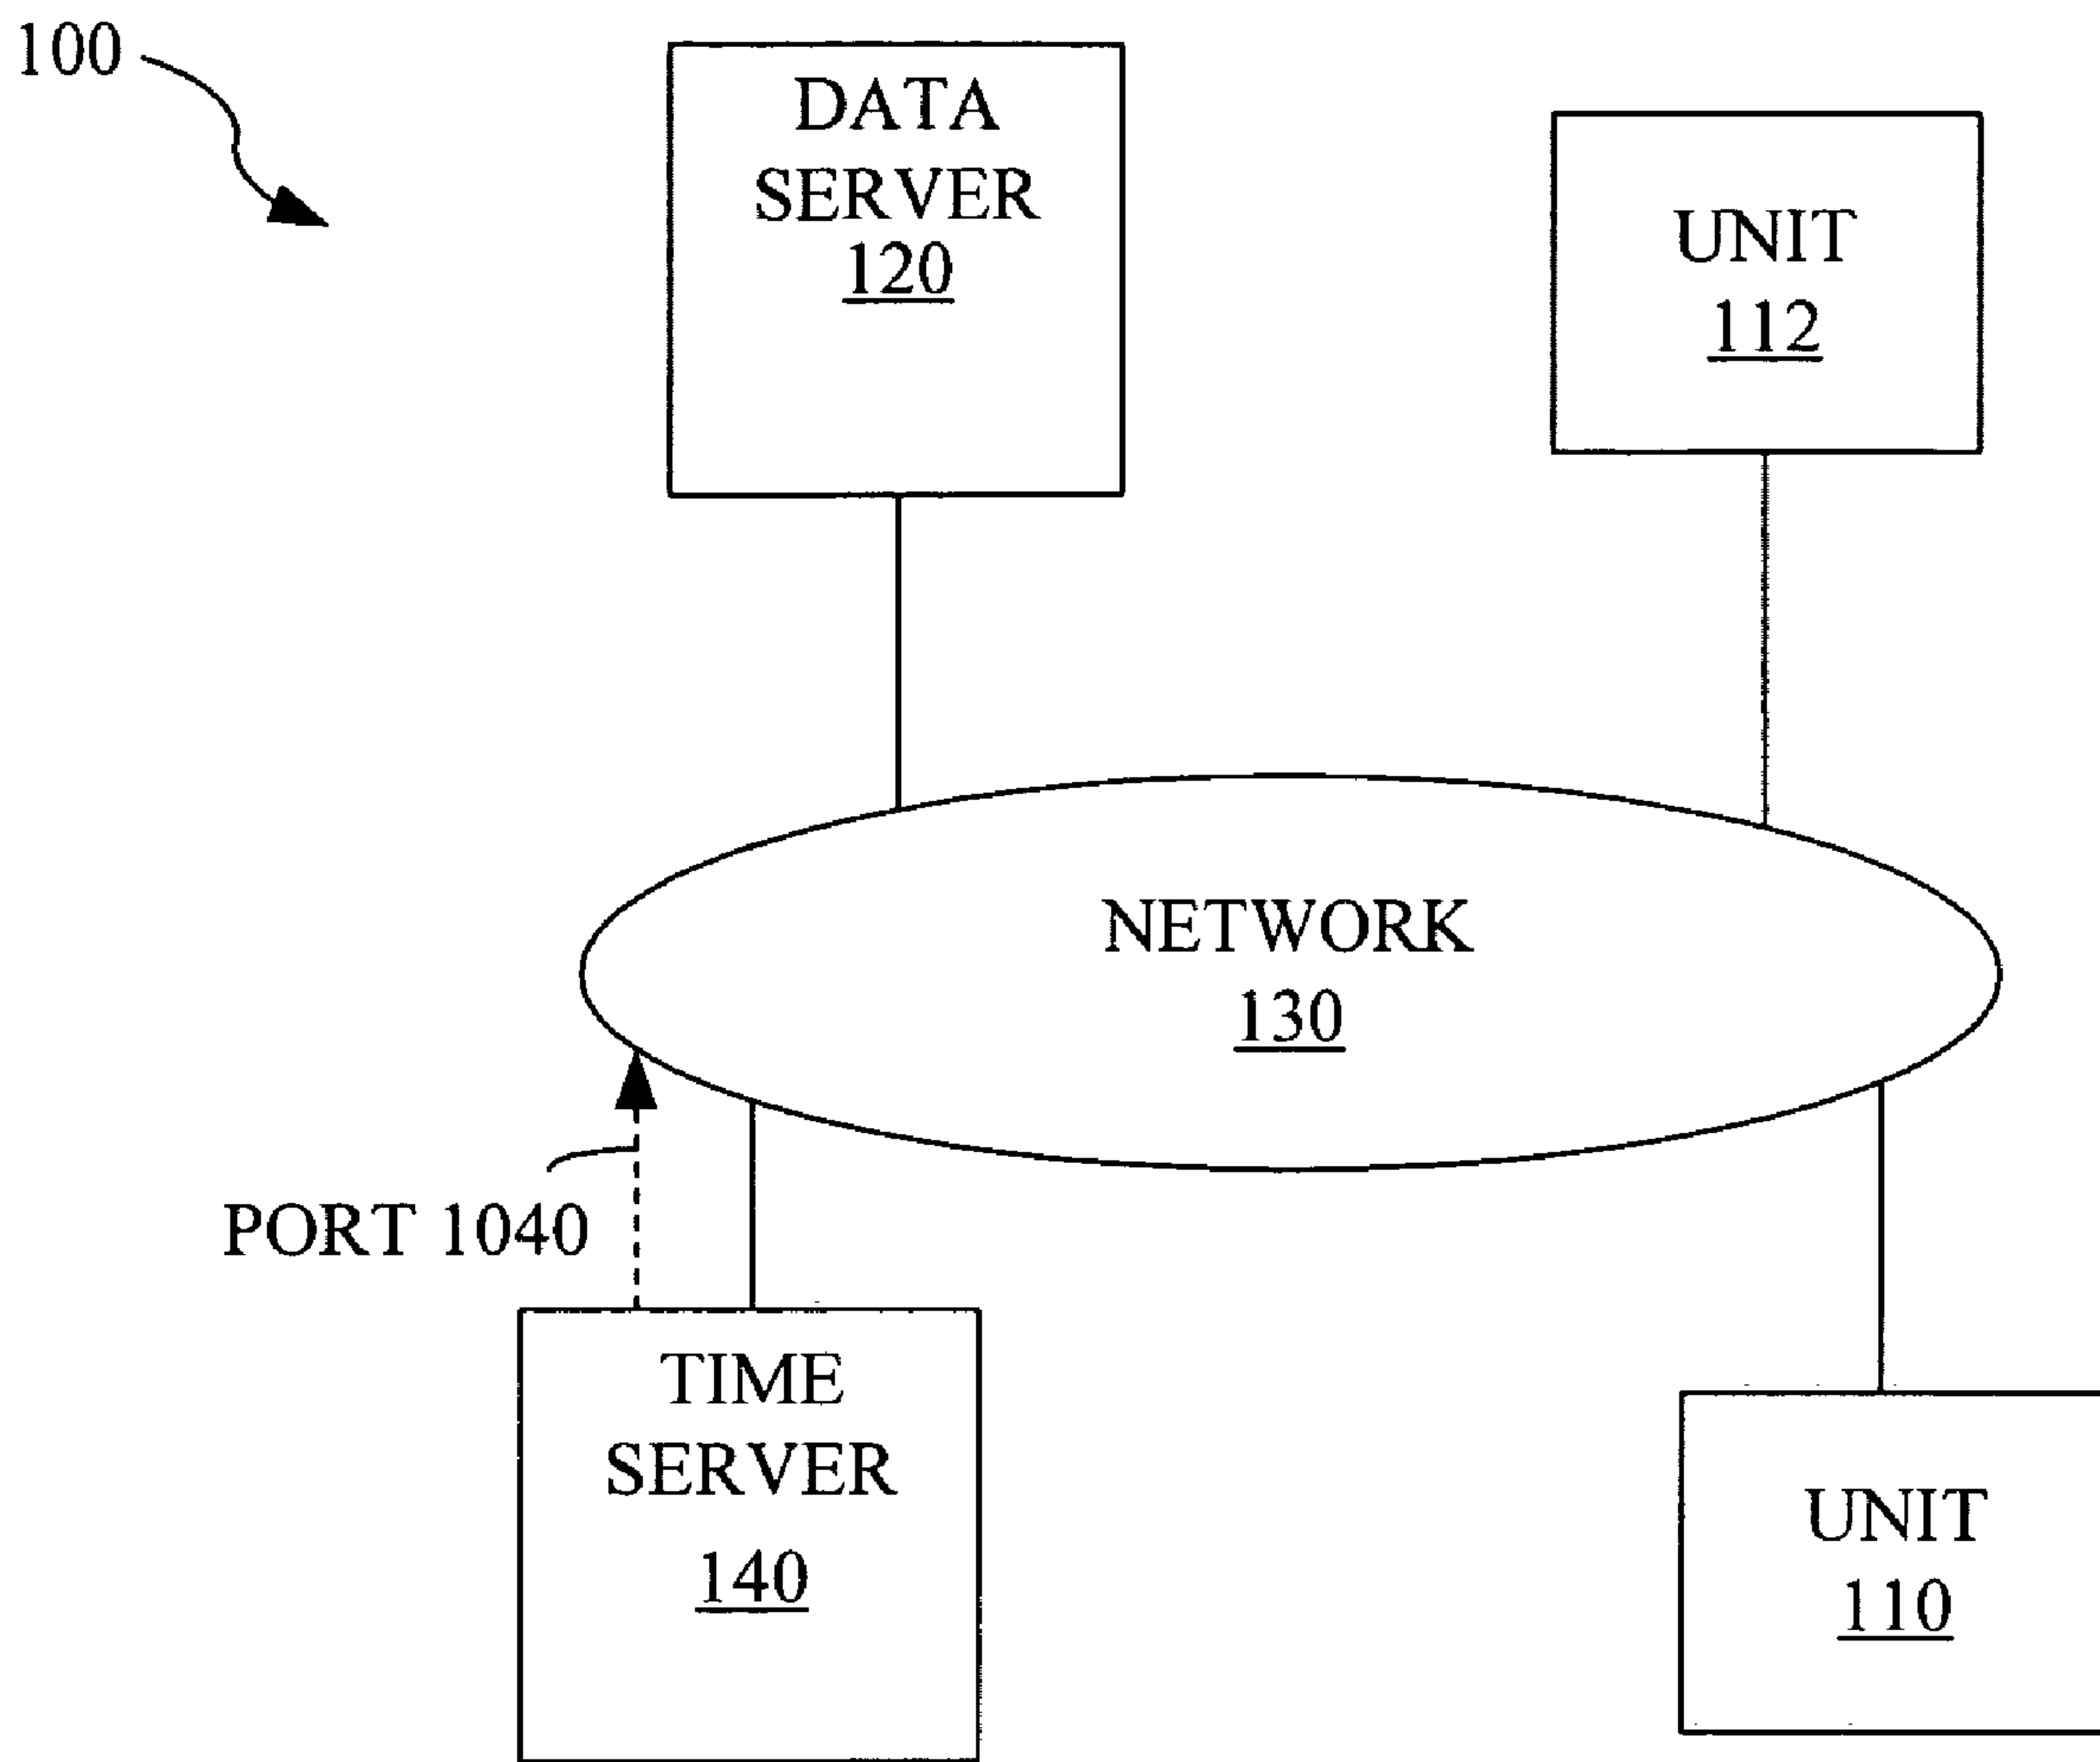 100
DATA
SERVER
120
UNIT
112
NETWORK
130
PORT 1040
TIME
SERVER
140
UNIT
110